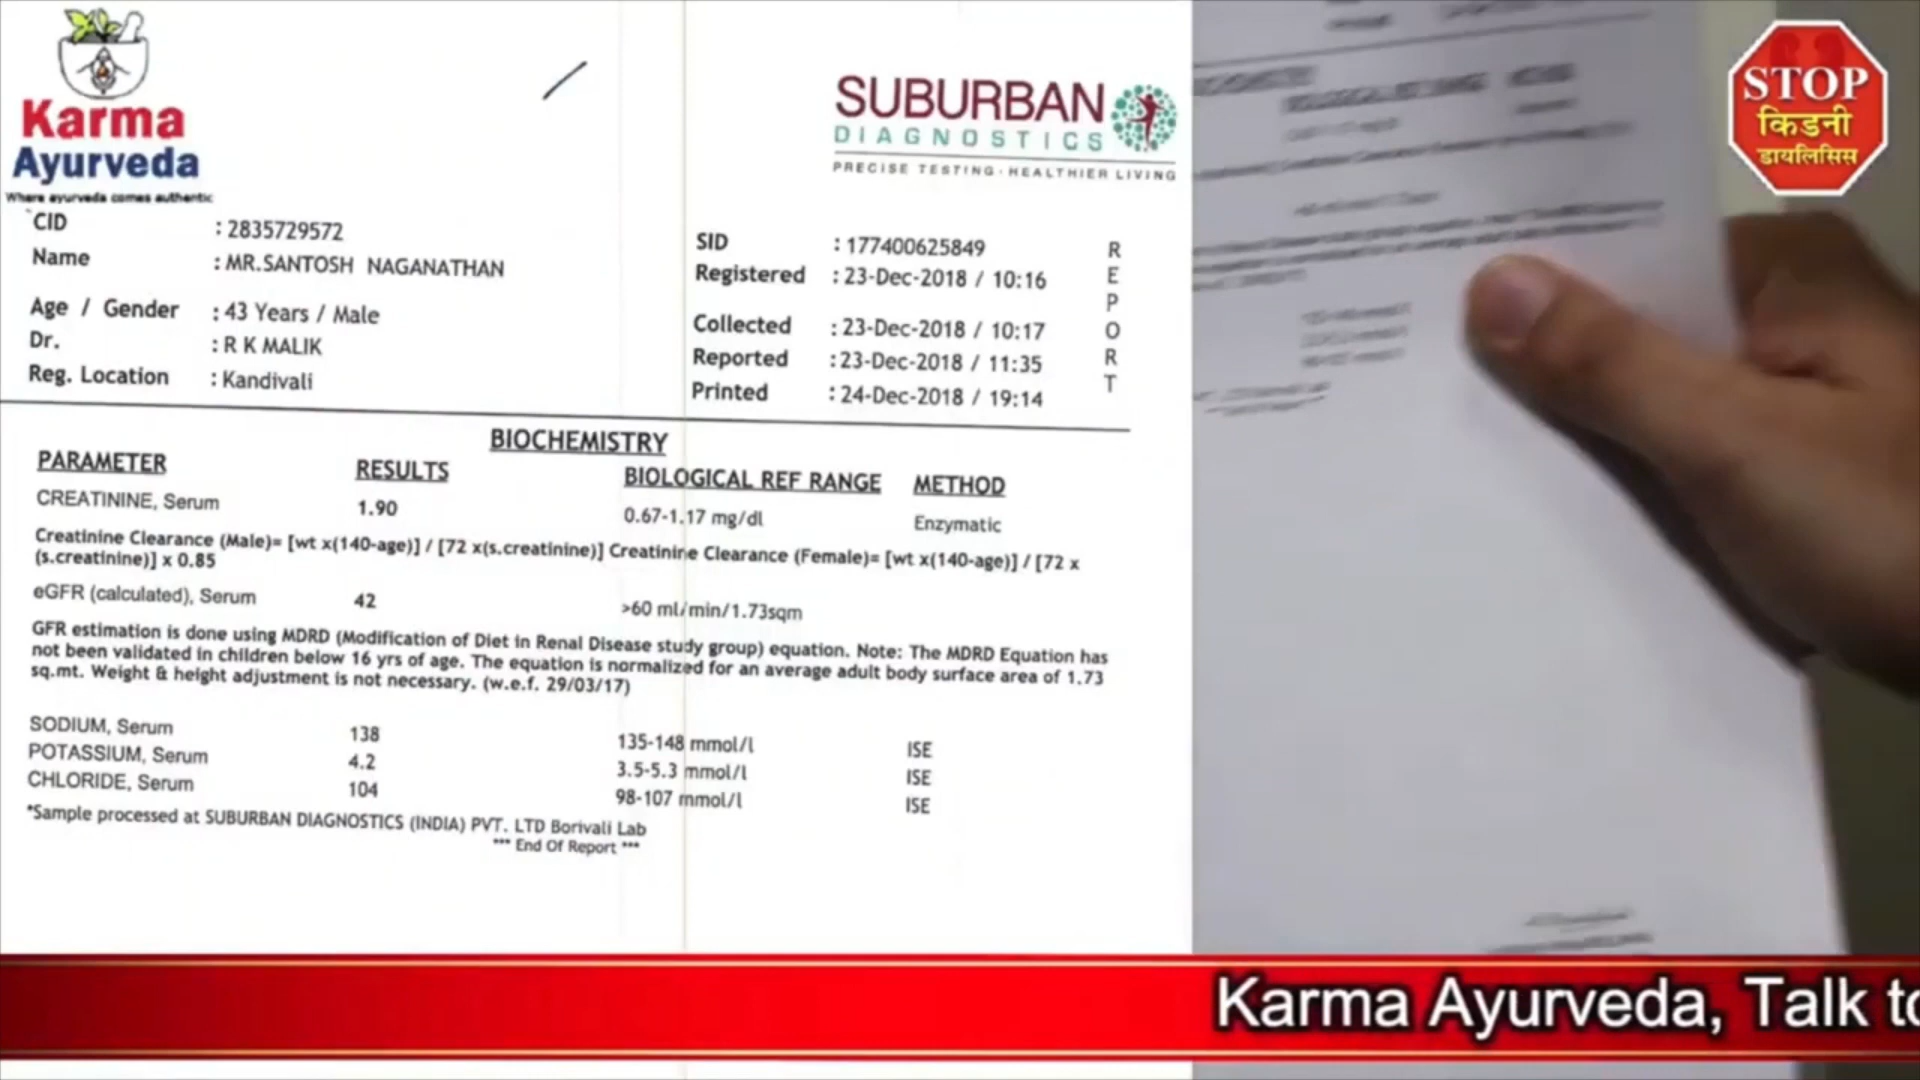 Karma
Ayurveda
Where ayurveda comes authentic
SUBURBAN
DIAGNOSTICS
PRECISE TESTING · HEALTHIER LIVING
STOP
किडनी
डायलिसिस
CID : 2835729572
Name : MR.SANTOSH NAGANATHAN
Age / Gender : 43 Years / Male
Dr. : R K MALIK
Reg. Location : Kandivali
SID : 177400625849
Registered : 23-Dec-2018 / 10:16
Collected : 23-Dec-2018 / 10:17
Reported : 23-Dec-2018 / 11:35
Printed : 24-Dec-2018 / 19:14
REPORT
BIOCHEMISTRY
PARAMETER RESULTS BIOLOGICAL REF RANGE METHOD
CREATININE, Serum 1.90 0.67-1.17 mg/dl Enzymatic
Creatinine Clearance (Male)= [wt x(140-age)] / [72 x(s.creatinine)] Creatinine Clearance (Female)= [wt x(140-age)] / [72 x
(s.creatinine)] x 0.85
eGFR (calculated), Serum 42 >60 ml/min/1.73sqm
GFR estimation is done using MDRD (Modification of Diet in Renal Disease study group) equation. Note: The MDRD Equation has
not been validated in children below 16 yrs of age. The equation is normalized for an average adult body surface area of 1.73
sq.mt. Weight & height adjustment is not necessary. (w.e.f. 29/03/17)
SODIUM, Serum 138 135-148 mmol/l ISE
POTASSIUM, Serum 4.2 3.5-5.3 mmol/l ISE
CHLORIDE, Serum 104 98-107 mmol/l ISE
*Sample processed at SUBURBAN DIAGNOSTICS (INDIA) PVT. LTD Borivali Lab
*** End Of Report ***
Karma Ayurveda, Talk to